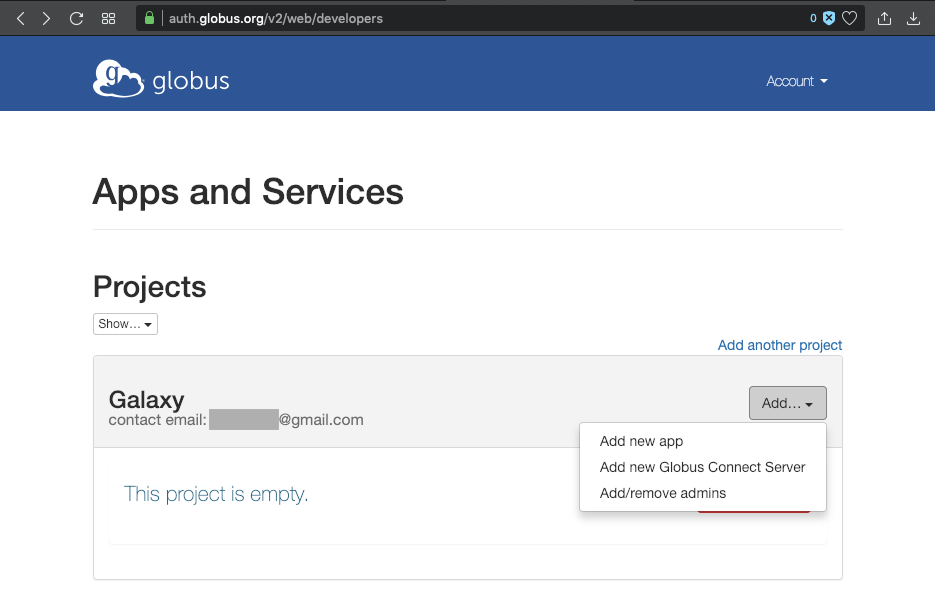 auth.globus.org/v2/web/developers
0
g globus
Account
Apps and Services
Projects
Show...
Add another project
Galaxy
Add...
contact email: @gmail.com
Add new app
Add new Globus Connect Server
Add/remove admins
This project is empty.